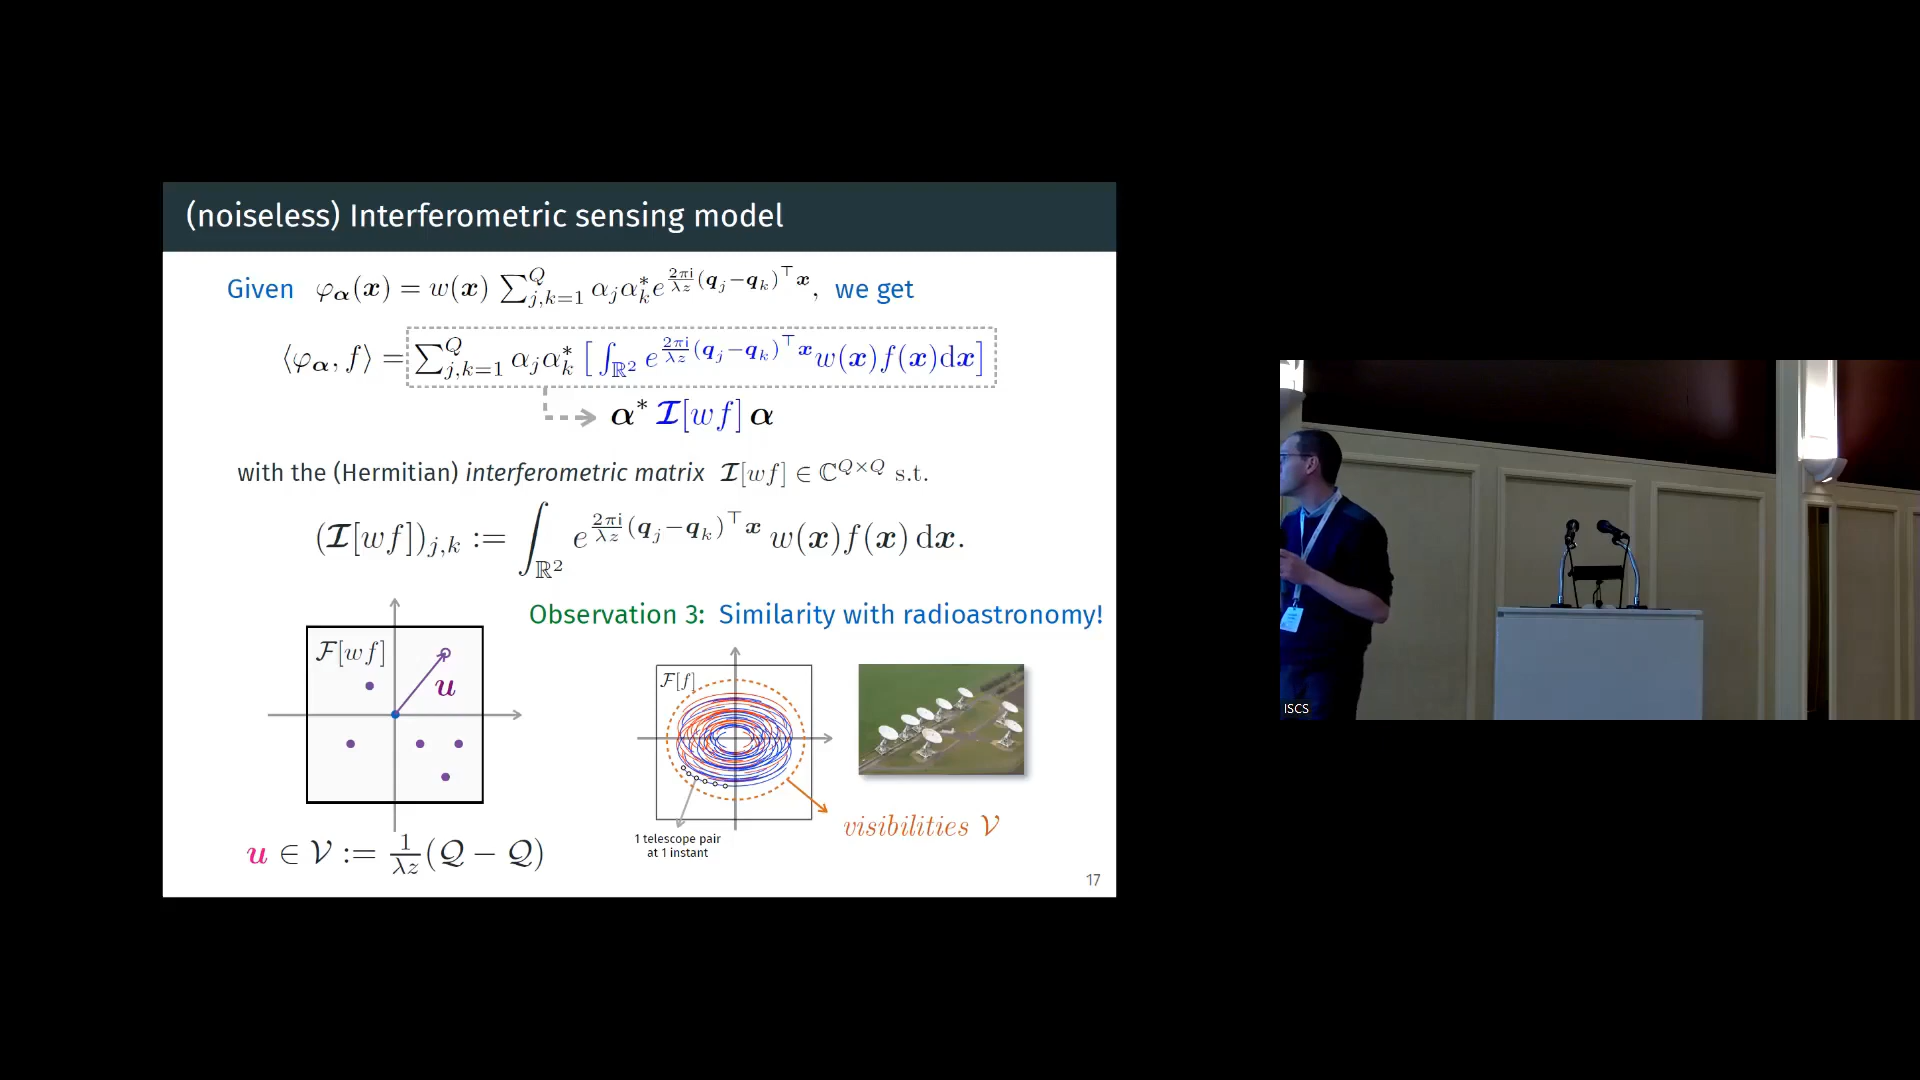 (noiseless) Interferometric sensing model
Given φ_α(x) = w(x) ∑_{j,k=1}^Q α_j α_k^* e^{\frac{2πi}{λz}(q_j−q_k)^⊤ x}, we get
⟨φ_α, f⟩ = ∑_{j,k=1}^Q α_j α_k^* [∫_{ℝ²} e^{\frac{2πi}{λz}(q_j−q_k)^⊤ x} w(x)f(x)dx]
α^* 𝓘[wf] α
with the (Hermitian) interferometric matrix 𝓘[wf] ∈ ℂ^{Q×Q} s.t.
(𝓘[wf])_{j,k} := ∫_{ℝ²} e^{\frac{2πi}{λz}(q_j−q_k)^⊤ x} w(x)f(x) dx.
Observation 3: Similarity with radioastronomy!
𝓕[wf]
u
𝓕[f]
1 telescope pair
at 1 instant
visibilities 𝒱
u ∈ 𝒱 := \frac{1}{λz}(𝒬 − 𝒬)
17
ISCS